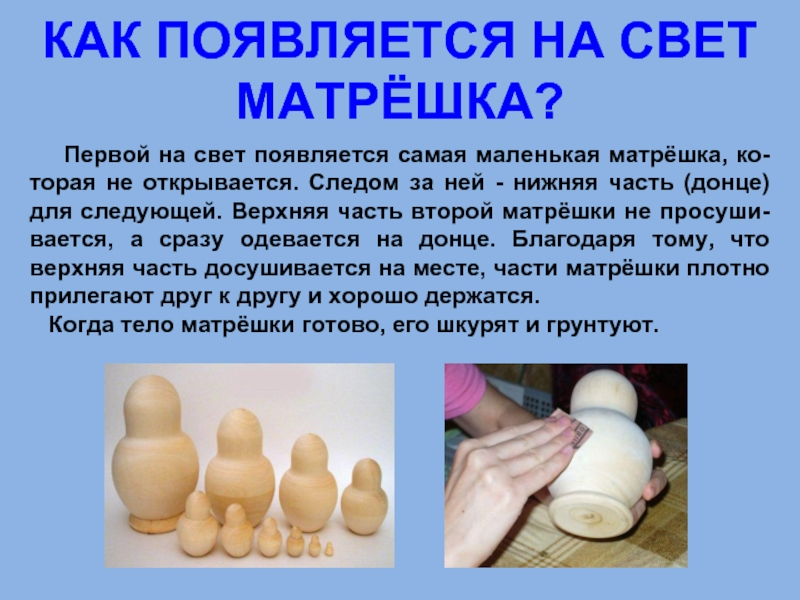 КАК ПОЯВЛЯЕТСЯ НА СВЕТ
МАТРЁШКА?
Первой на свет появляется самая маленькая матрёшка, ко-
торая не открывается. Следом за ней - нижняя часть (донце)
для следующей. Верхняя часть второй матрёшки не просуши-
вается, а сразу одевается на донце. Благодаря тому, что
верхняя часть досушивается на месте, части матрёшки плотно
прилегают друг к другу и хорошо держатся.
Когда тело матрёшки готово, его шкурят и грунтуют.